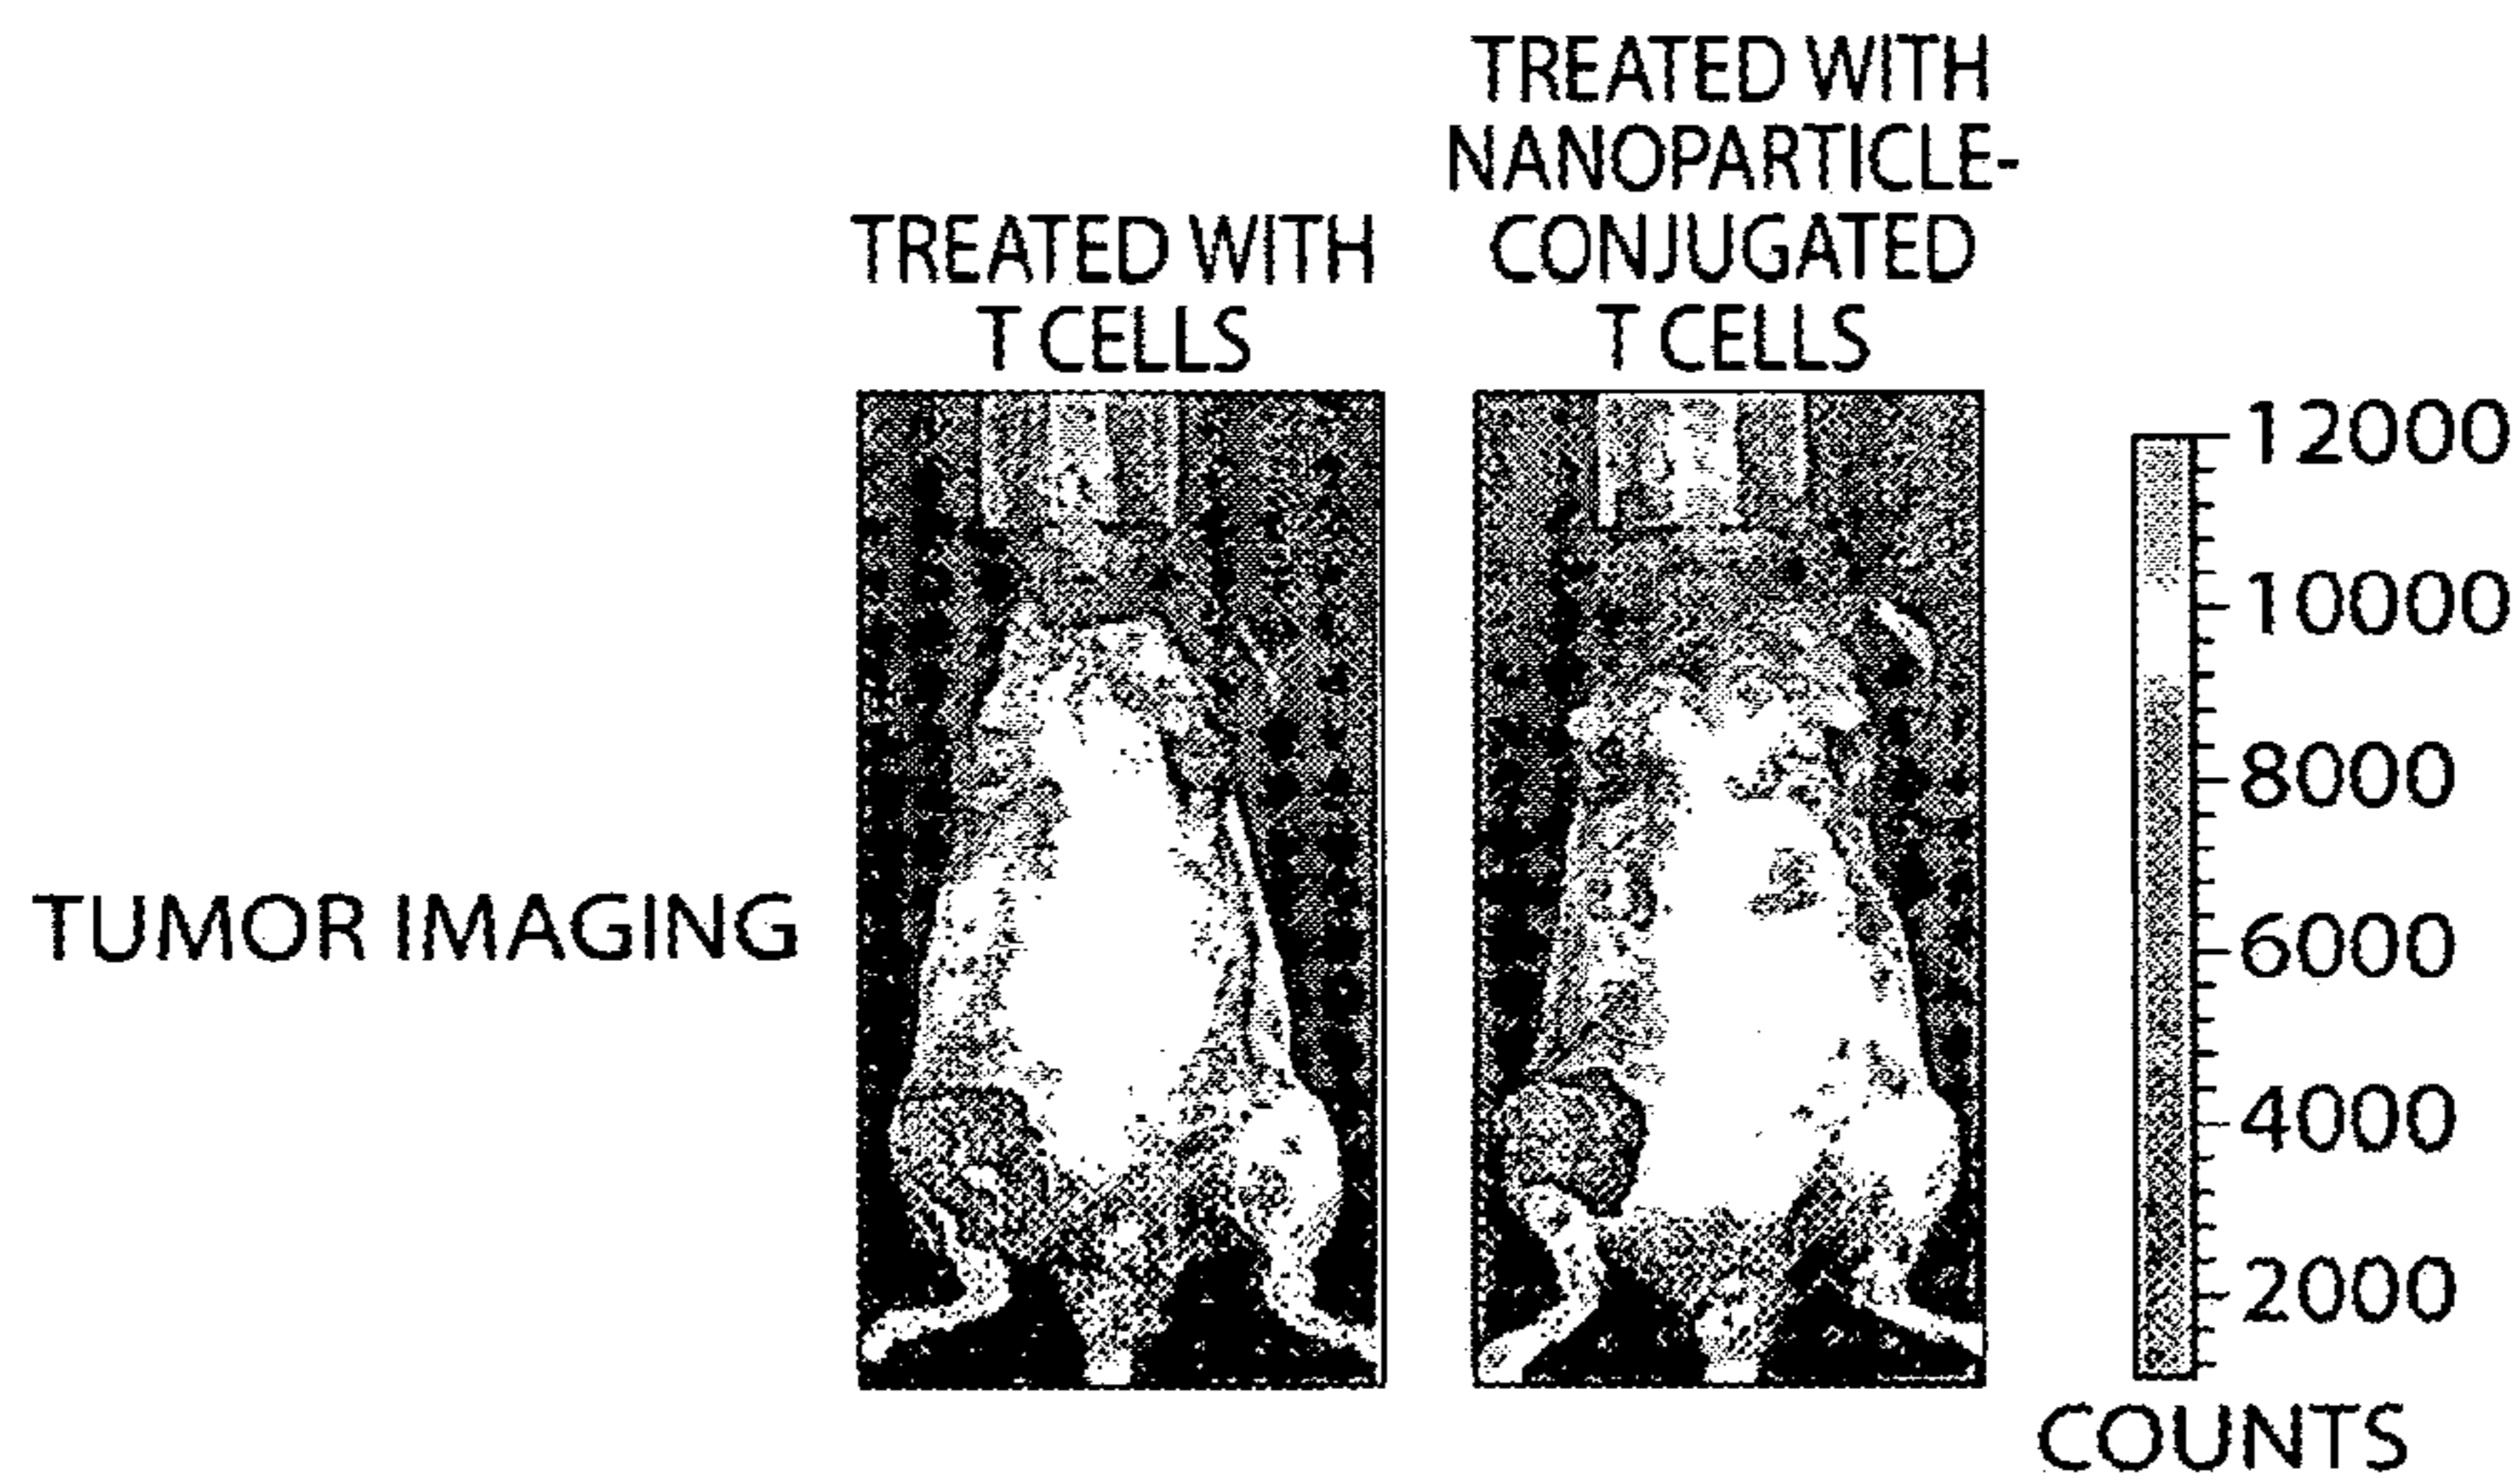 TREATED WITH
T CELLS
TREATED WITH
NANOPARTICLE-
CONJUGATED
T CELLS
TUMOR IMAGING
12000
10000
8000
6000
4000
2000
COUNTS